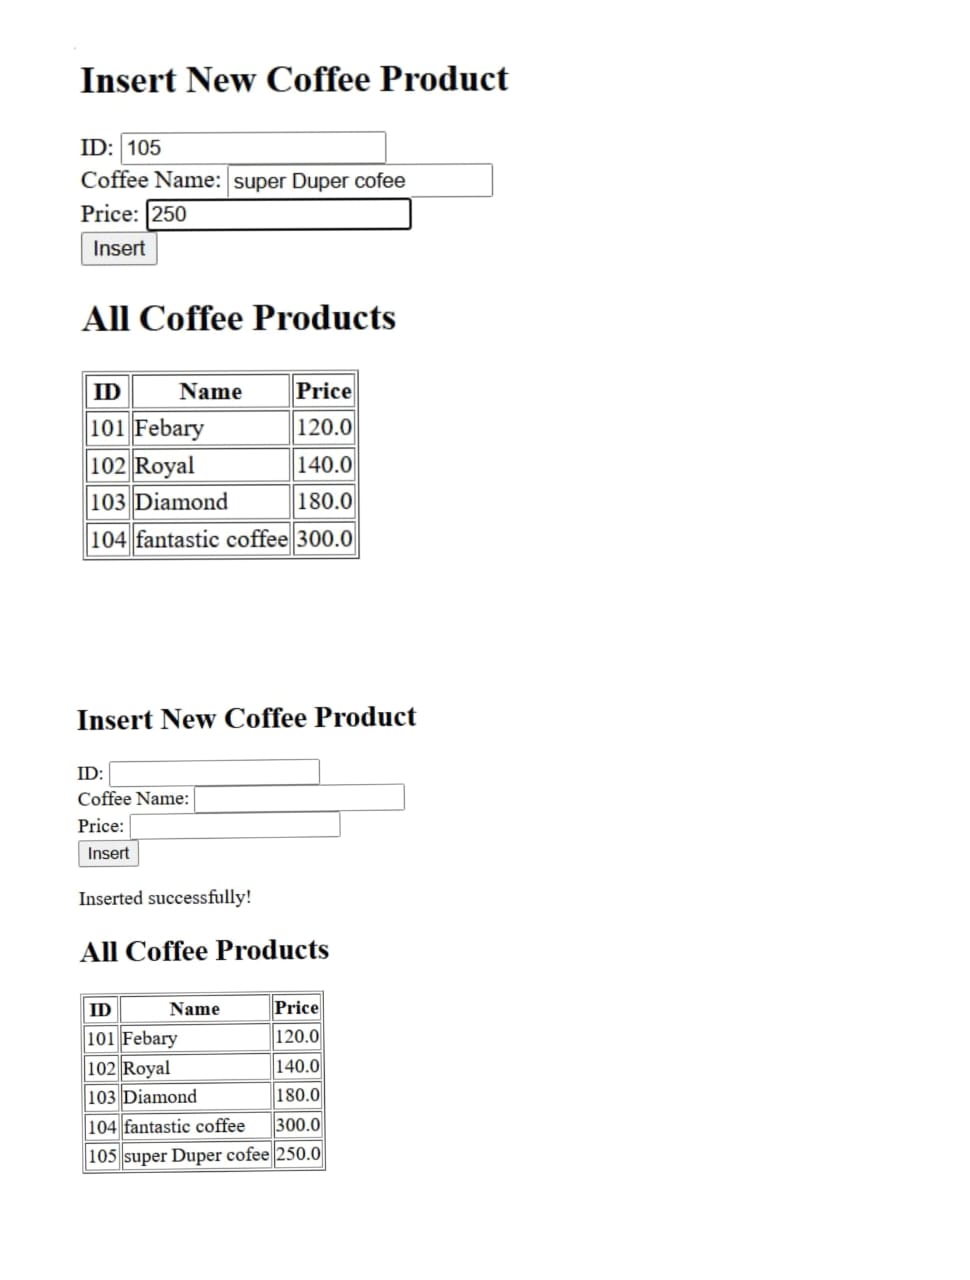 Insert New Coffee Product
ID: 105
Coffee Name: super Duper cofee
Price: 250
Insert
All Coffee Products
ID Name Price
101 Febary 120.0
102 Royal 140.0
103 Diamond 180.0
104 fantastic coffee 300.0
Insert New Coffee Product
ID:
Coffee Name:
Price:
Insert
Inserted successfully!
All Coffee Products
ID Name Price
101 Febary 120.0
102 Royal 140.0
103 Diamond 180.0
104 fantastic coffee 300.0
105 super Duper cofee 250.0